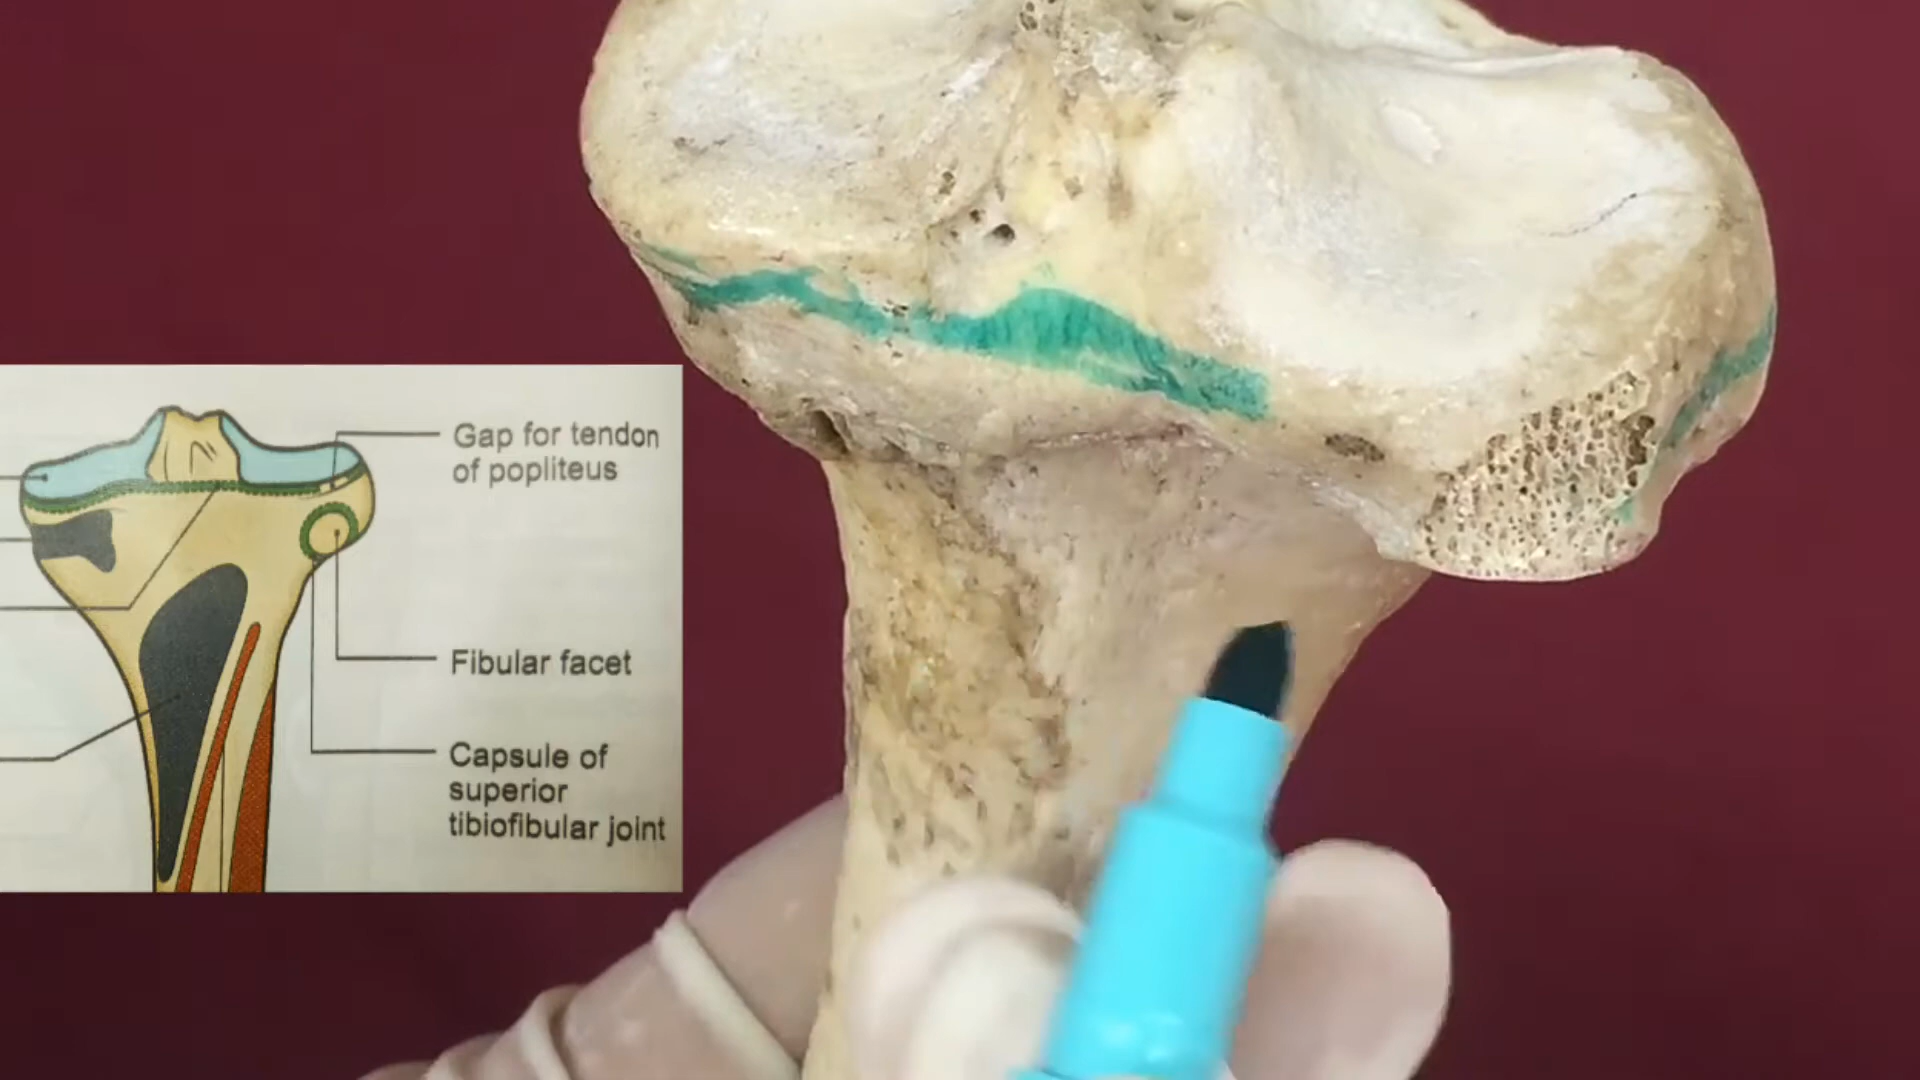 Gap for tendon
of popliteus
Fibular facet
Capsule of
superior
tibiofibular joint